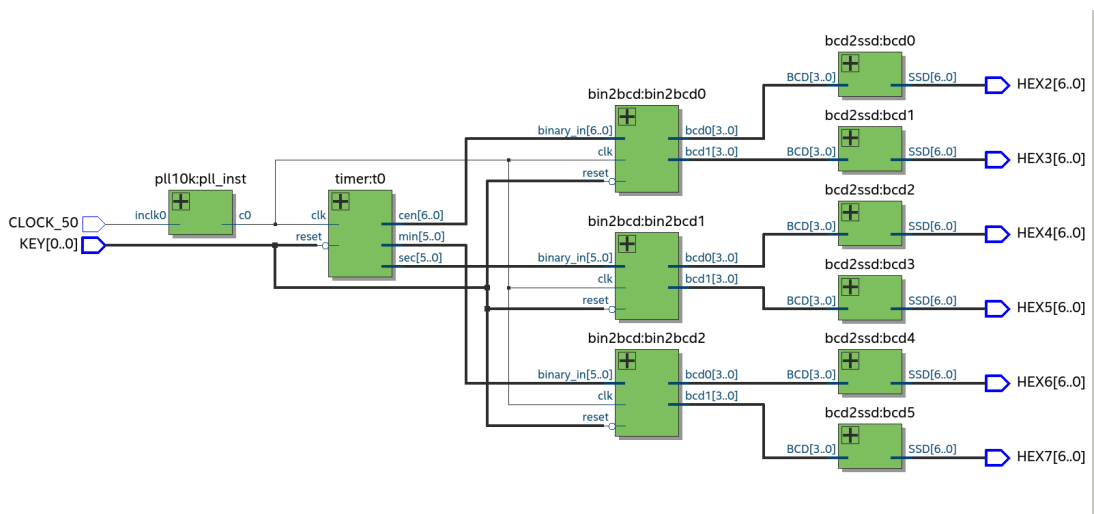 bcd2ssd:bcd0
BCD[3..0]
SSD[6..0]
HEX2[6..0]
bin2bcd:bin2bcd0
binary_in[6..0]
clk
reset
bcd0[3..0]
bcd1[3..0]
bcd2ssd:bcd1
BCD[3..0]
SSD[6..0]
HEX3[6..0]
pll10k:pll_inst
inclk0
c0
timer:t0
clk
reset
cen[6..0]
min[5..0]
sec[5..0]
CLOCK_50
KEY[0..0]
bcd2ssd:bcd2
BCD[3..0]
SSD[6..0]
HEX4[6..0]
bin2bcd:bin2bcd1
binary_in[5..0]
clk
reset
bcd0[3..0]
bcd1[3..0]
bcd2ssd:bcd3
BCD[3..0]
SSD[6..0]
HEX5[6..0]
bin2bcd:bin2bcd2
binary_in[5..0]
clk
reset
bcd0[3..0]
bcd1[3..0]
bcd2ssd:bcd4
BCD[3..0]
SSD[6..0]
HEX6[6..0]
bcd2ssd:bcd5
BCD[3..0]
SSD[6..0]
HEX7[6..0]